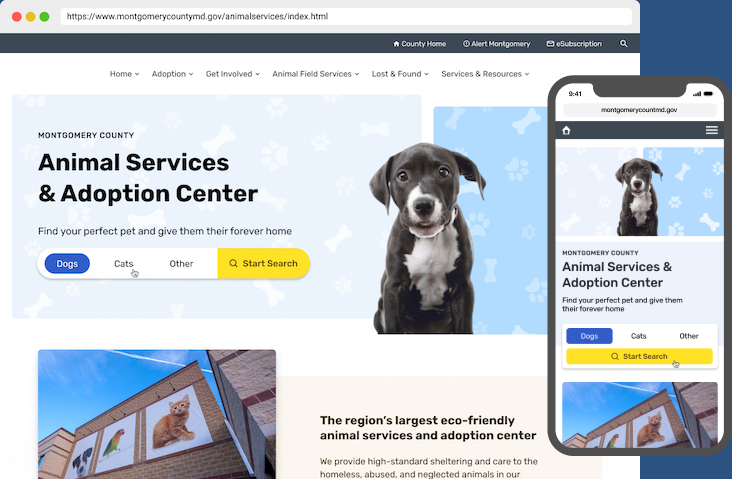 https://www.montgomerycountymd.gov/animalservices/index.html
County Home Alert Montgomery eSubscription
Home Adoption Get Involved Animal Field Services Lost & Found Services & Resources
MONTGOMERY COUNTY
Animal Services
& Adoption Center
Find your perfect pet and give them their forever home
Dogs Cats Other Start Search
The region's largest eco-friendly
animal services and adoption center
We provide high-standard sheltering and care to the
homeless, abused, and neglected animals in our
9:41
montgomerycountmd.gov
MONTGOMERY COUNTY
Animal Services &
Adoption Center
Find your perfect pet and give them
their forever home
Dogs Cats Other
Start Search